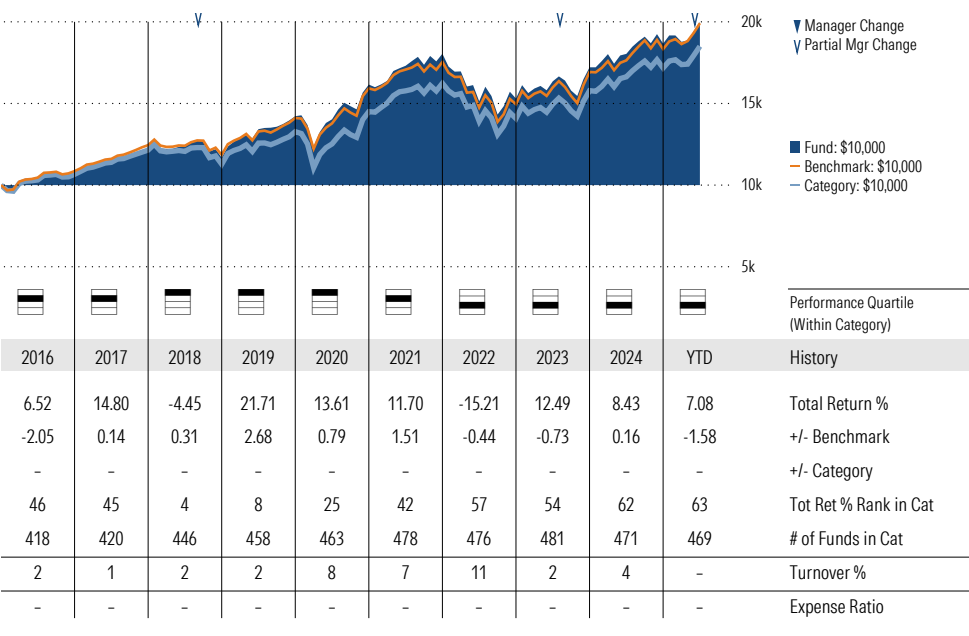 20k
15k
10k
5k
Manager Change
Partial Mgr Change
Fund: $10,000
Benchmark: $10,000
Category: $10,000
Performance Quartile
(Within Category)
2016 2017 2018 2019 2020 2021 2022 2023 2024 YTD History
6.52 14.80 -4.45 21.71 13.61 11.70 -15.21 12.49 8.43 7.08 Total Return %
-2.05 0.14 0.31 2.68 0.79 1.51 -0.44 -0.73 0.16 -1.58 +/- Benchmark
– – – – – – – – – – +/- Category
46 45 4 8 25 42 57 54 62 63 Tot Ret % Rank in Cat
418 420 446 458 463 478 476 481 471 469 # of Funds in Cat
2 1 2 2 8 7 11 2 4 – Turnover %
– – – – – – – – – – Expense Ratio